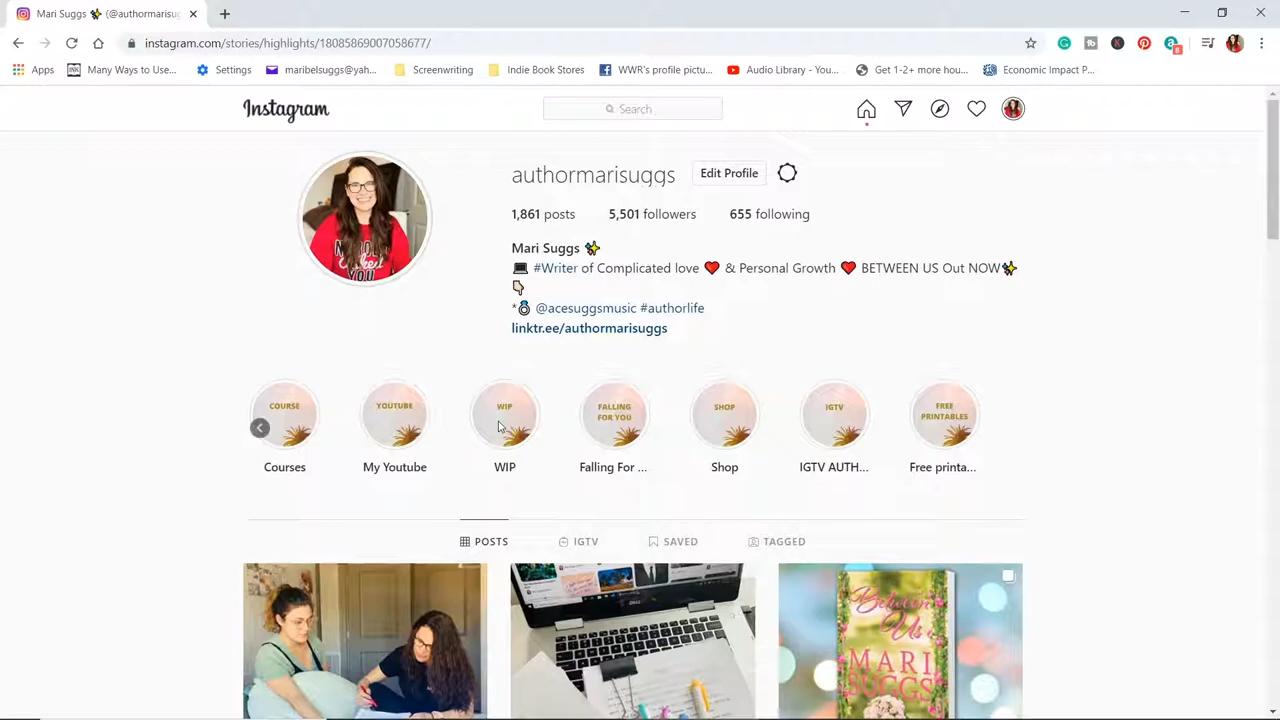 Mari Suggs ✨ (@authormarisug
instagram.com/stories/highlights/18085869007058677/
Apps Many Ways to Use... Settings maribelsuggs@yah... Screenwriting Indie Book Stores WWR's profile pictu... Audio Library - You... Get 1-2+ more hou... Economic Impact P...
Instagram
Search
authormarisuggs Edit Profile
1,861 posts 5,501 followers 655 following
Mari Suggs ✨
💻 #Writer of Complicated love ❤️ & Personal Growth ❤️ BETWEEN US Out NOW✨
👇🏻
*💍 @acesuggsmusic #authorlife
linktr.ee/authormarisuggs
COURSE YOUTUBE WIP FALLING FOR YOU SHOP IGTV FREE PRINTABLES
Courses My Youtube WIP Falling For ... Shop IGTV AUTH... Free printa...
POSTS IGTV SAVED TAGGED
Between
Us
MARI
SUGGS